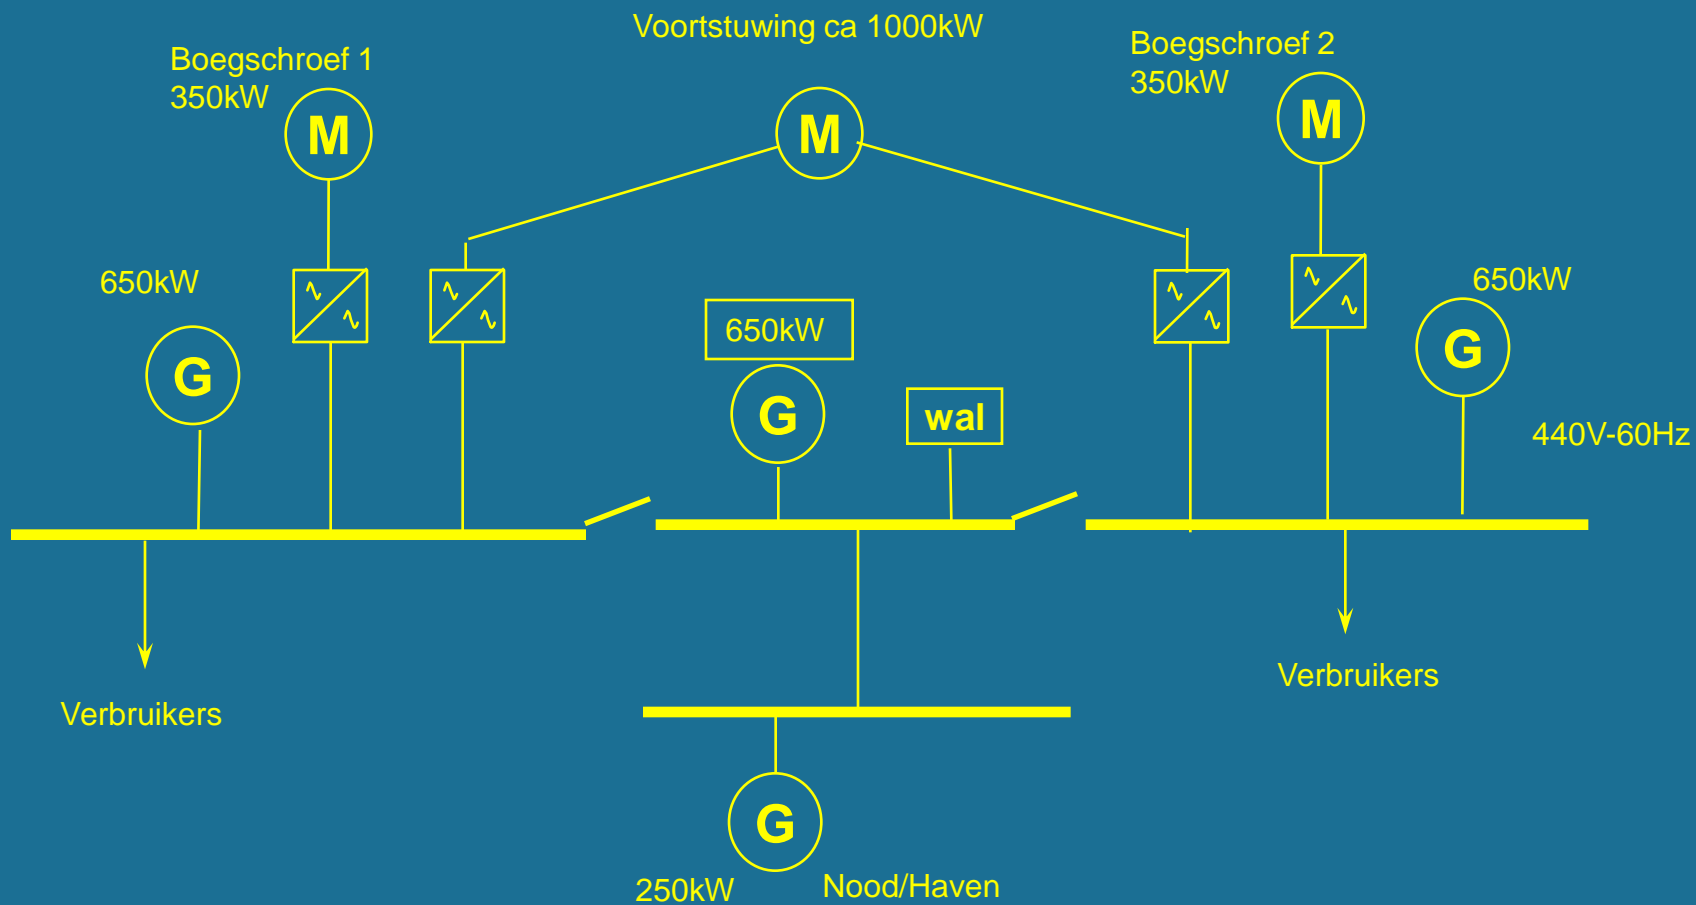 Voortstuwing ca 1000kW
Boegschroef 1
350kW
Boegschroef 2
350kW
M
M
M
650kW
650kW
650kW
G
G
G
wal
440V-60Hz
Verbruikers
Verbruikers
G
250kW
Nood/Haven